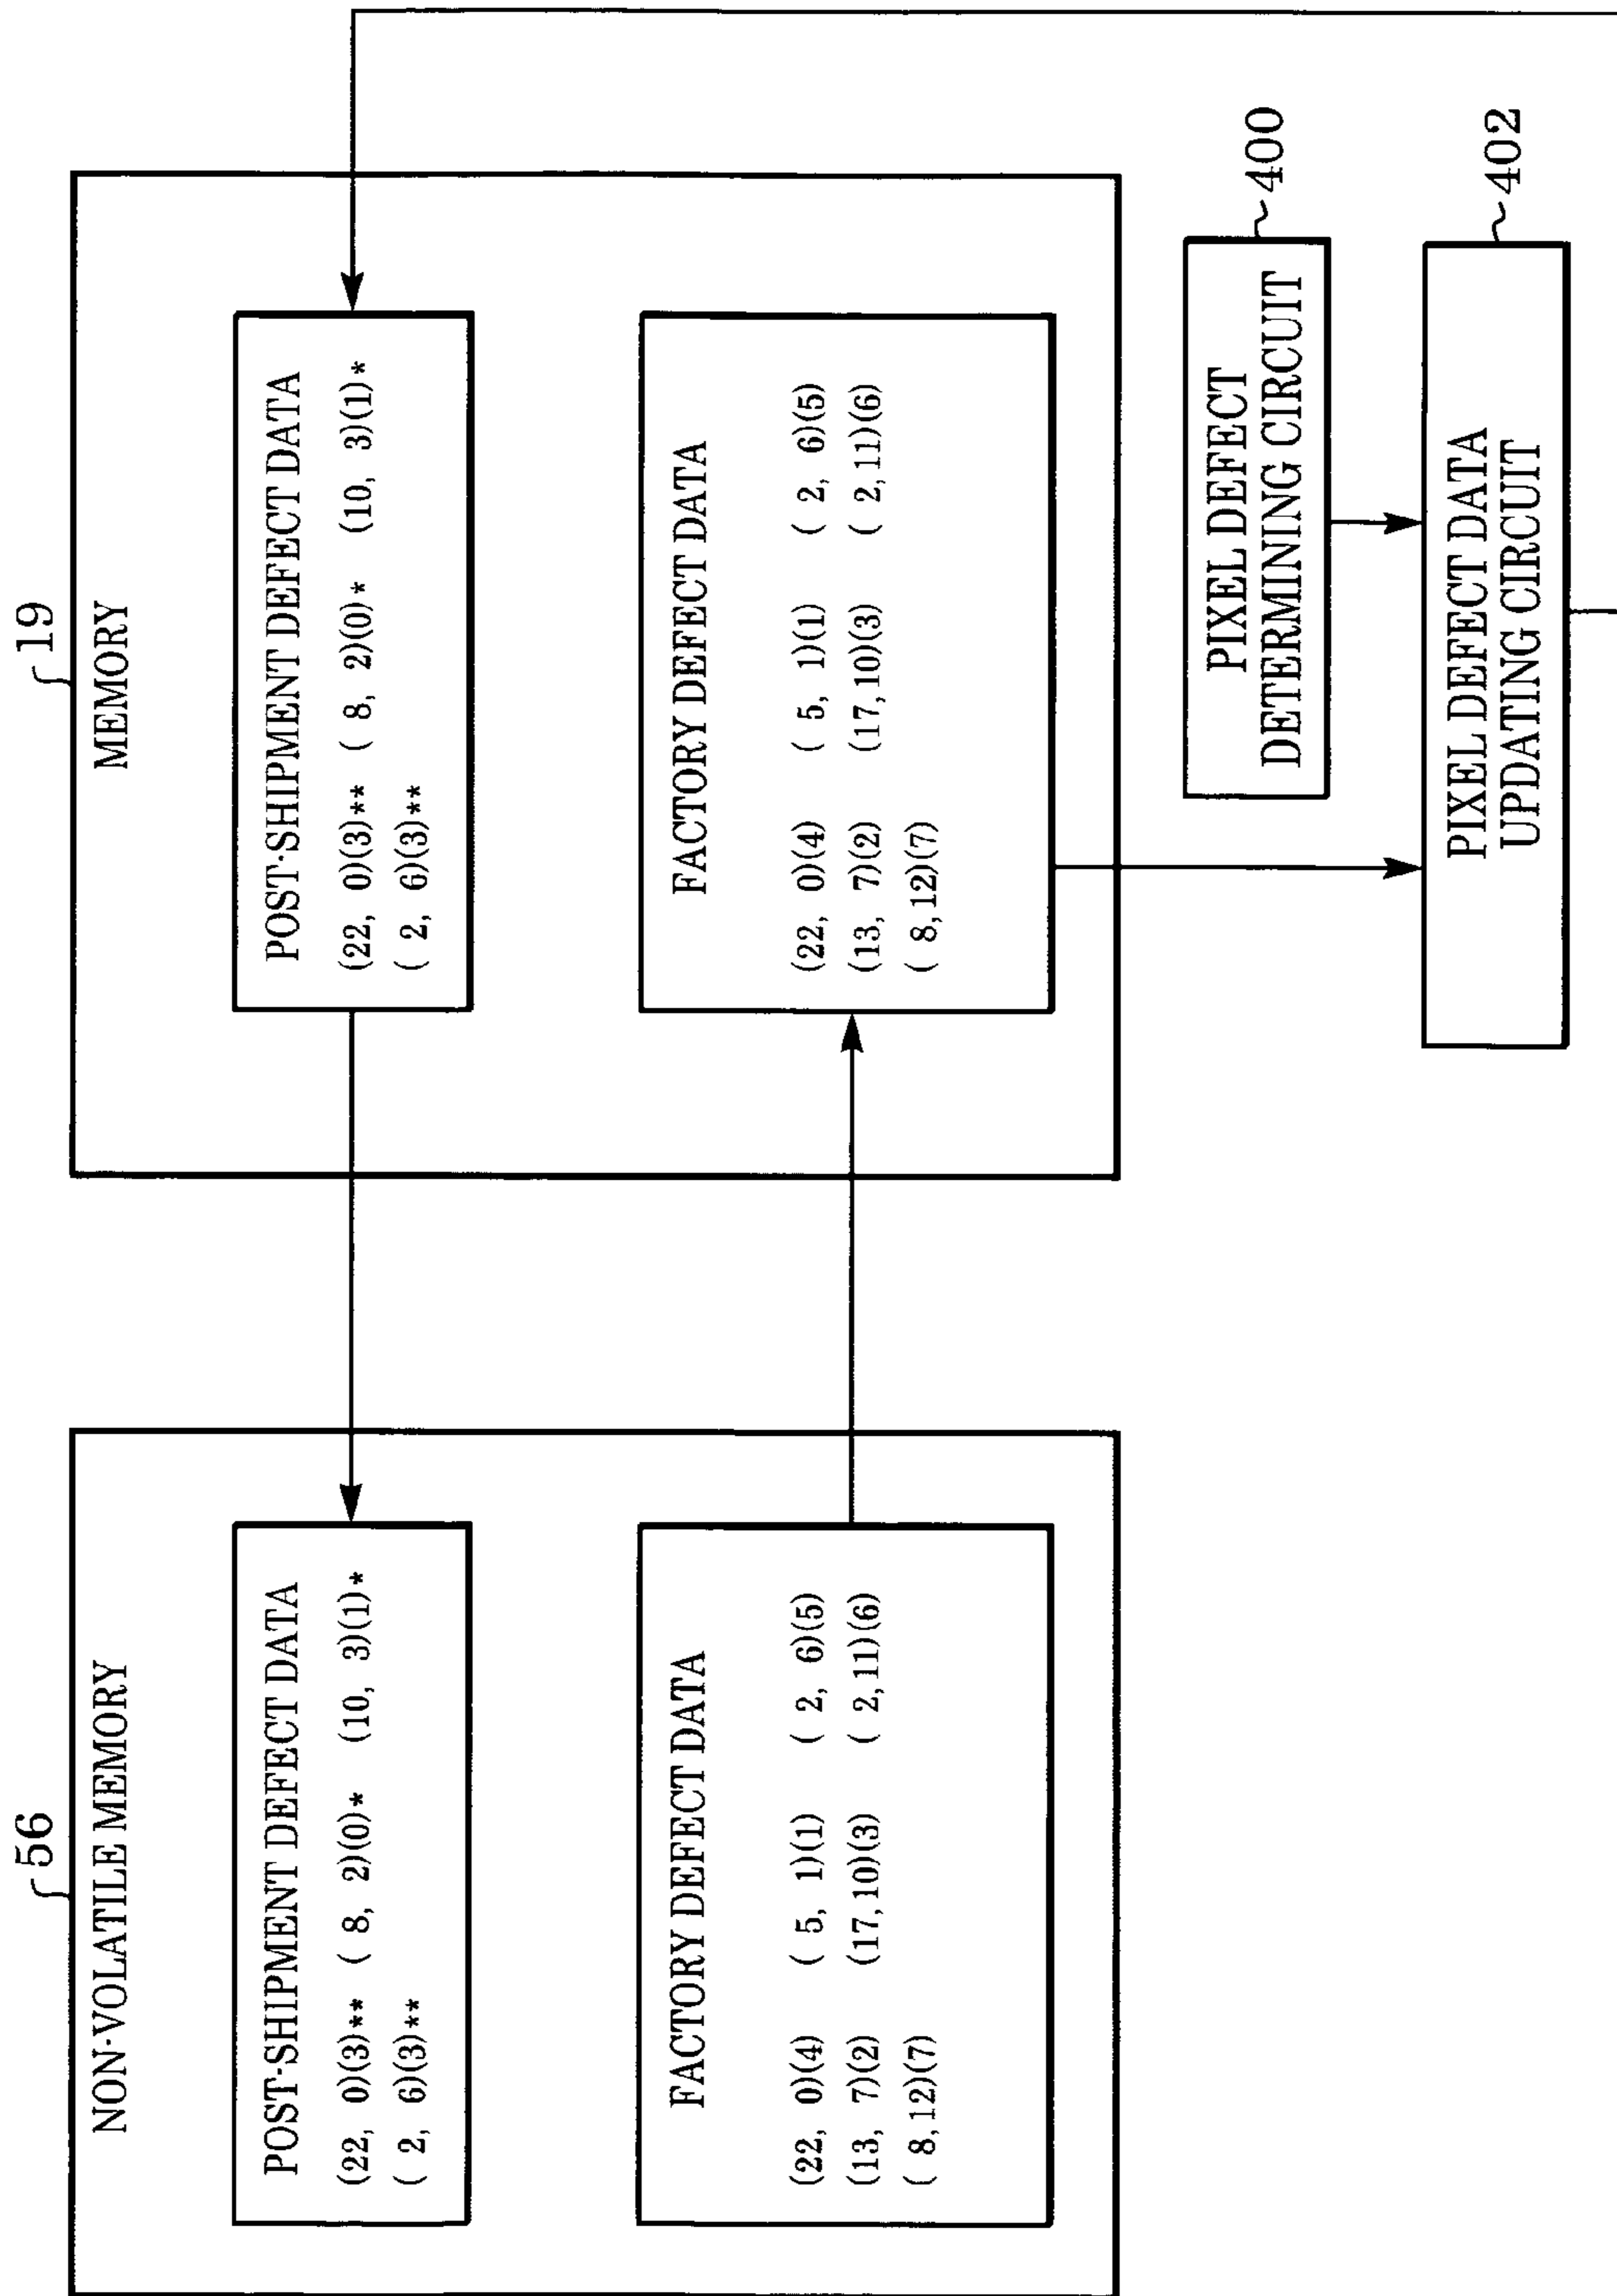 56
NON-VOLATILE MEMORY
POST-SHIPMENT DEFECT DATA
(22, 0)(3)** ( 8, 2)(0)* (10, 3)(1)*
( 2, 6)(3)**
FACTORY DEFECT DATA
(22, 0)(4) ( 5, 1)(1) ( 2, 6)(5)
(13, 7)(2) (17,10)(3) ( 2,11)(6)
( 8,12)(7)
19
MEMORY
POST-SHIPMENT DEFECT DATA
(22, 0)(3)** ( 8, 2)(0)* (10, 3)(1)*
( 2, 6)(3)**
FACTORY DEFECT DATA
(22, 0)(4) ( 5, 1)(1) ( 2, 6)(5)
(13, 7)(2) (17,10)(3) ( 2,11)(6)
( 8,12)(7)
400
PIXEL DEFECT
DETERMINING CIRCUIT
402
PIXEL DEFECT DATA
UPDATING CIRCUIT